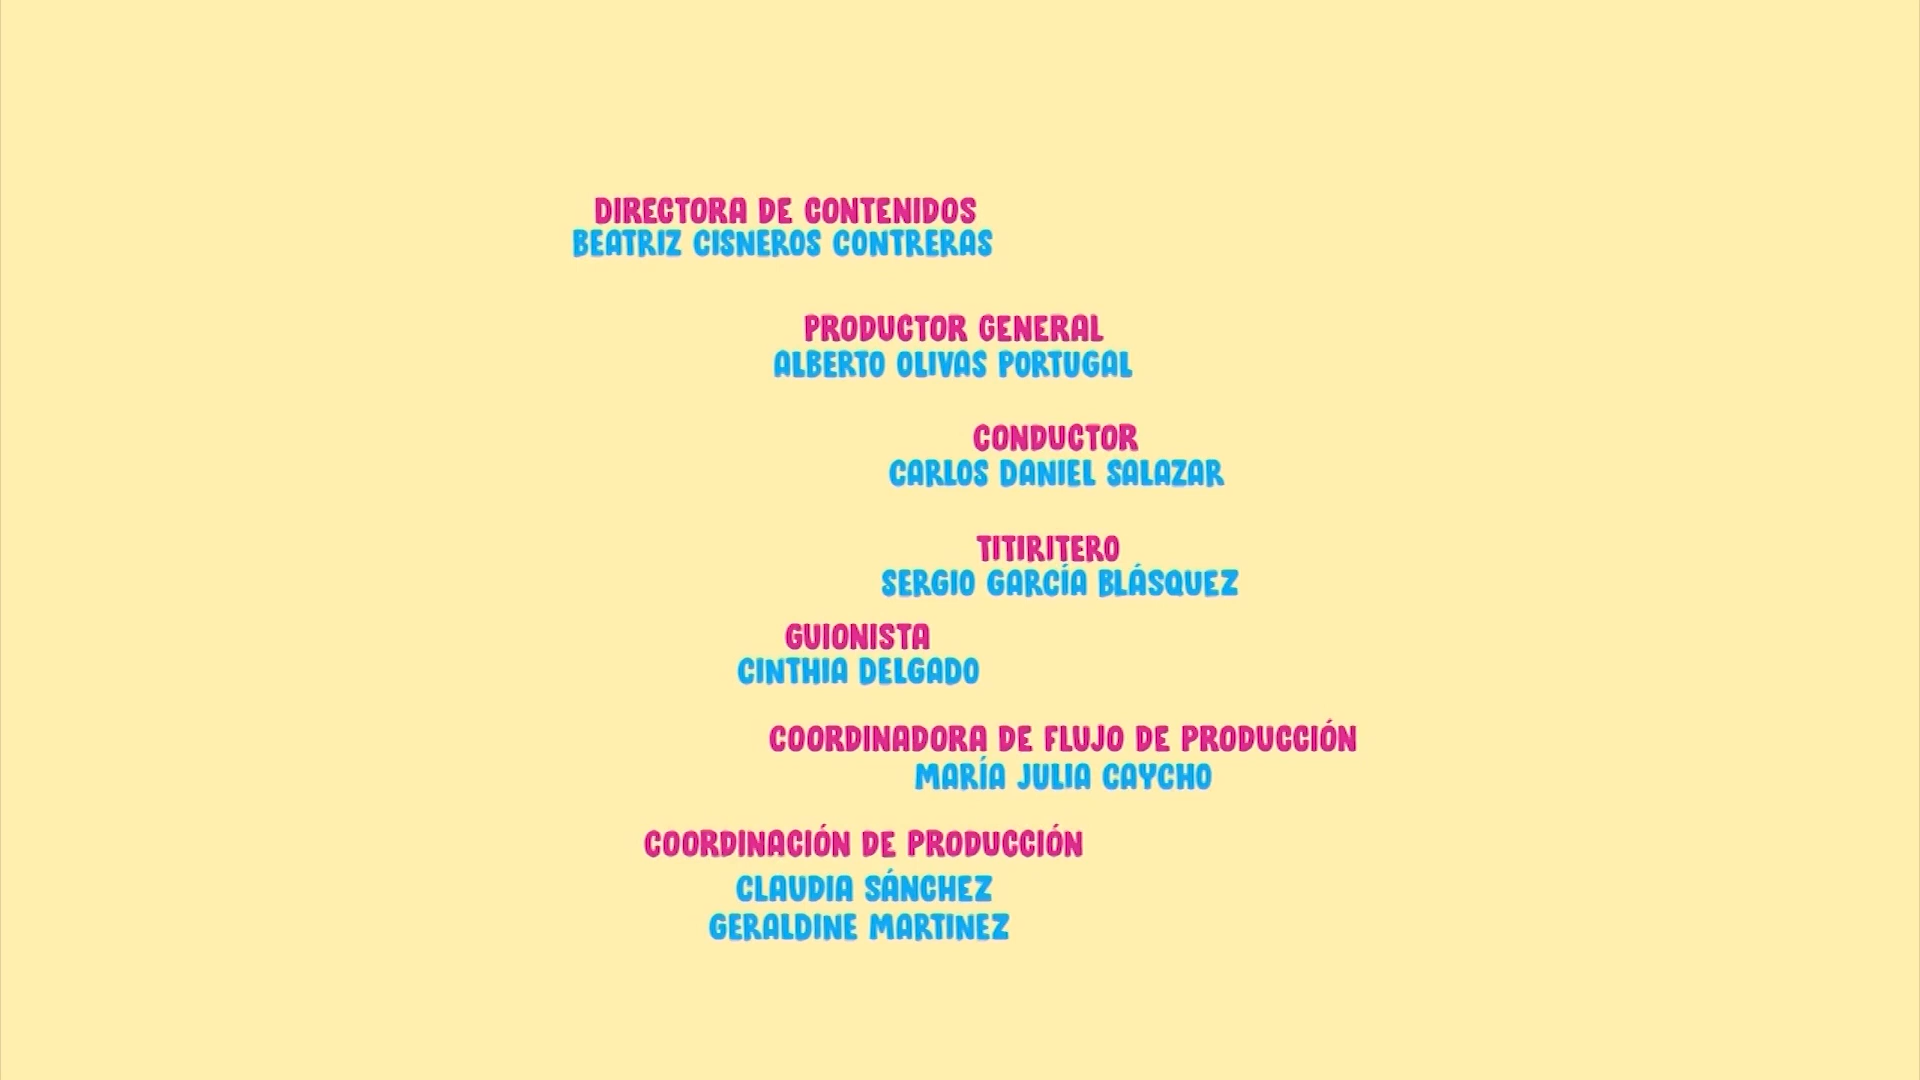 DIRECTORA DE CONTENIDOS
BEATRIZ CISNEROS CONTRERAS
PRODUCTOR GENERAL
ALBERTO OLIVAS PORTUGAL
CONDUCTOR
CARLOS DANIEL SALAZAR
TITIRITERO
SERGIO GARCÍA BLÁSQUEZ
GUIONISTA
CINTHIA DELGADO
COORDINADORA DE FLUJO DE PRODUCCIÓN
MARÍA JULIA CAYCHO
COORDINACIÓN DE PRODUCCIÓN
CLAUDIA SÁNCHEZ
GERALDINE MARTINEZ